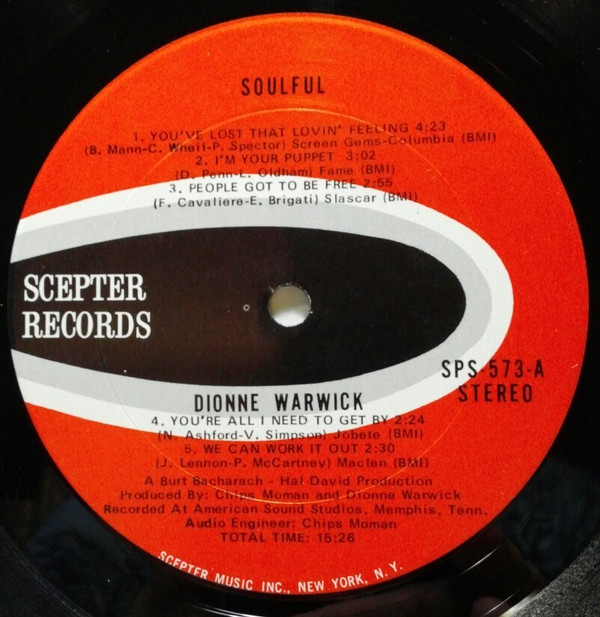 SOULFUL
1. YOU'VE LOST THAT LOVIN' FEELING 4:23
(B. Mann-C. Wheil-P. Spector) Screen Gems-Columbia (BMI)
2. I'M YOUR PUPPET 3:02
(D. Penn-L. Oldham) Fame (BMI)
3. PEOPLE GOT TO BE FREE 2:55
(F. Cavaliere-E. Brigati) Slascar (BMI)
SCEPTER
RECORDS
SPS-573-A
STEREO
DIONNE WARWICK
4. YOU'RE ALL I NEED TO GET BY 2:24
(N. Ashford-V. Simpson) Jobete (BMI)
5. WE CAN WORK IT OUT 2:30
(J. Lennon-P. McCartney) Maclen (BMI)
A Burt Bacharach - Hal David Production
Produced By: Chips Moman and Dionne Warwick
Recorded At American Sound Studios, Memphis, Tenn.
Audio Engineer: Chips Moman
TOTAL TIME: 15:26
SCEPTER MUSIC INC., NEW YORK, N.Y.